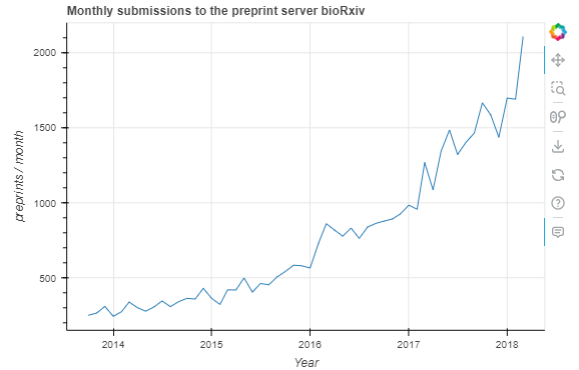 Monthly submissions to the preprint server bioRxiv
2000
1500
1000
500
preprints / month
2014 2015 2016 2017 2018
Year